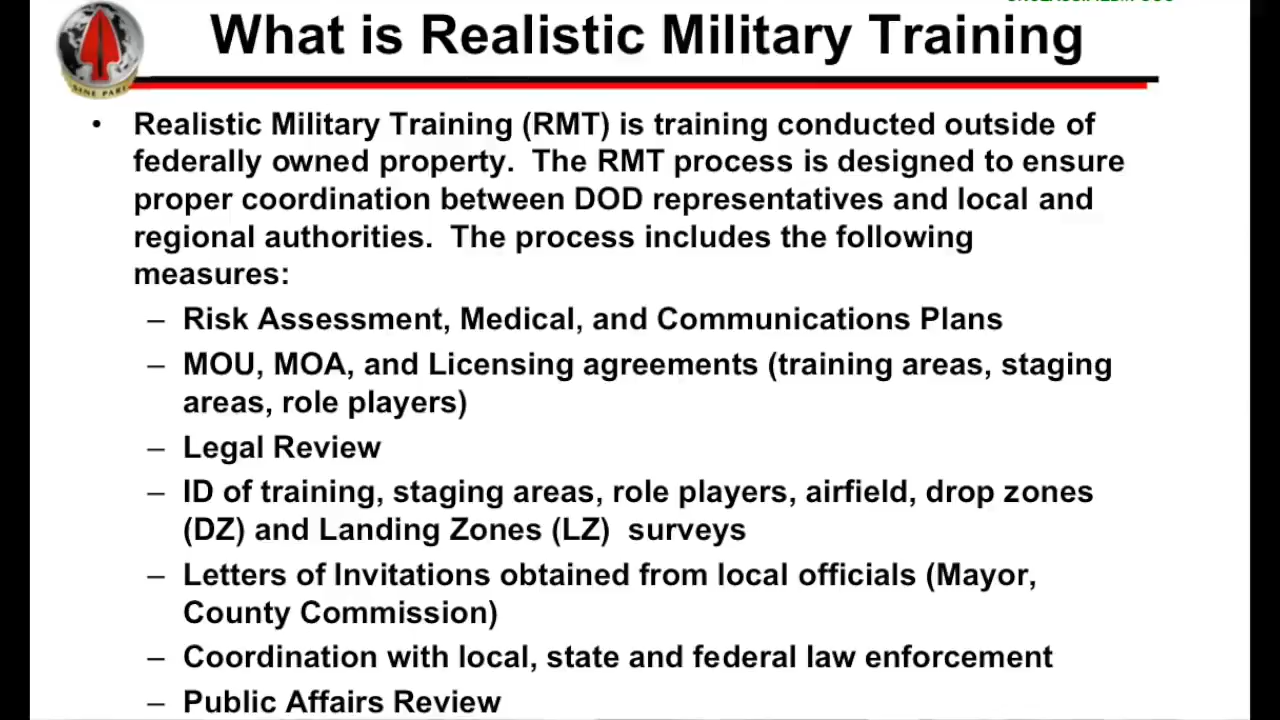 What is Realistic Military Training
SINE PARI
• Realistic Military Training (RMT) is training conducted outside of
federally owned property.  The RMT process is designed to ensure
proper coordination between DOD representatives and local and
regional authorities.  The process includes the following
measures:
– Risk Assessment, Medical, and Communications Plans
– MOU, MOA, and Licensing agreements (training areas, staging
areas, role players)
– Legal Review
– ID of training, staging areas, role players, airfield, drop zones
(DZ) and Landing Zones (LZ)  surveys
– Letters of Invitations obtained from local officials (Mayor,
County Commission)
– Coordination with local, state and federal law enforcement
– Public Affairs Review